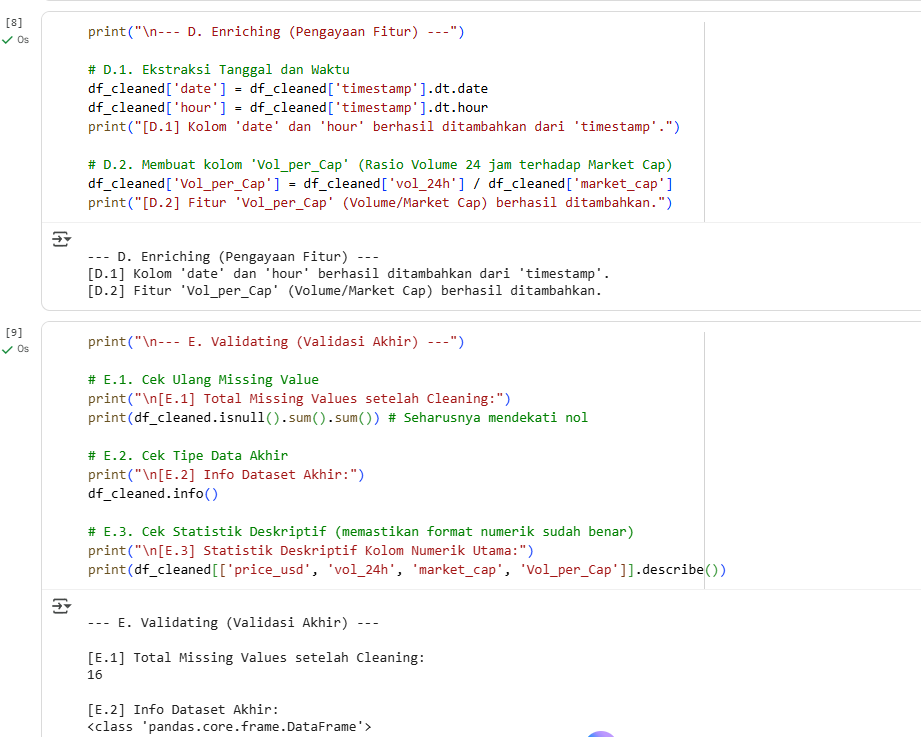 [8]
0s
print("\n--- D. Enriching (Pengayaan Fitur) ---")
# D.1. Ekstraksi Tanggal dan Waktu
df_cleaned['date'] = df_cleaned['timestamp'].dt.date
df_cleaned['hour'] = df_cleaned['timestamp'].dt.hour
print("[D.1] Kolom 'date' dan 'hour' berhasil ditambahkan dari 'timestamp'.")
# D.2. Membuat kolom 'Vol_per_Cap' (Rasio Volume 24 jam terhadap Market Cap)
df_cleaned['Vol_per_Cap'] = df_cleaned['vol_24h'] / df_cleaned['market_cap']
print("[D.2] Fitur 'Vol_per_Cap' (Volume/Market Cap) berhasil ditambahkan.")
--- D. Enriching (Pengayaan Fitur) ---
[D.1] Kolom 'date' dan 'hour' berhasil ditambahkan dari 'timestamp'.
[D.2] Fitur 'Vol_per_Cap' (Volume/Market Cap) berhasil ditambahkan.
[9]
0s
print("\n--- E. Validating (Validasi Akhir) ---")
# E.1. Cek Ulang Missing Value
print("\n[E.1] Total Missing Values setelah Cleaning:")
print(df_cleaned.isnull().sum().sum()) # Seharusnya mendekati nol
# E.2. Cek Tipe Data Akhir
print("\n[E.2] Info Dataset Akhir:")
df_cleaned.info()
# E.3. Cek Statistik Deskriptif (memastikan format numerik sudah benar)
print("\n[E.3] Statistik Deskriptif Kolom Numerik Utama:")
print(df_cleaned[['price_usd', 'vol_24h', 'market_cap', 'Vol_per_Cap']].describe())
--- E. Validating (Validasi Akhir) ---
[E.1] Total Missing Values setelah Cleaning:
16
[E.2] Info Dataset Akhir:
<class 'pandas.core.frame.DataFrame'>